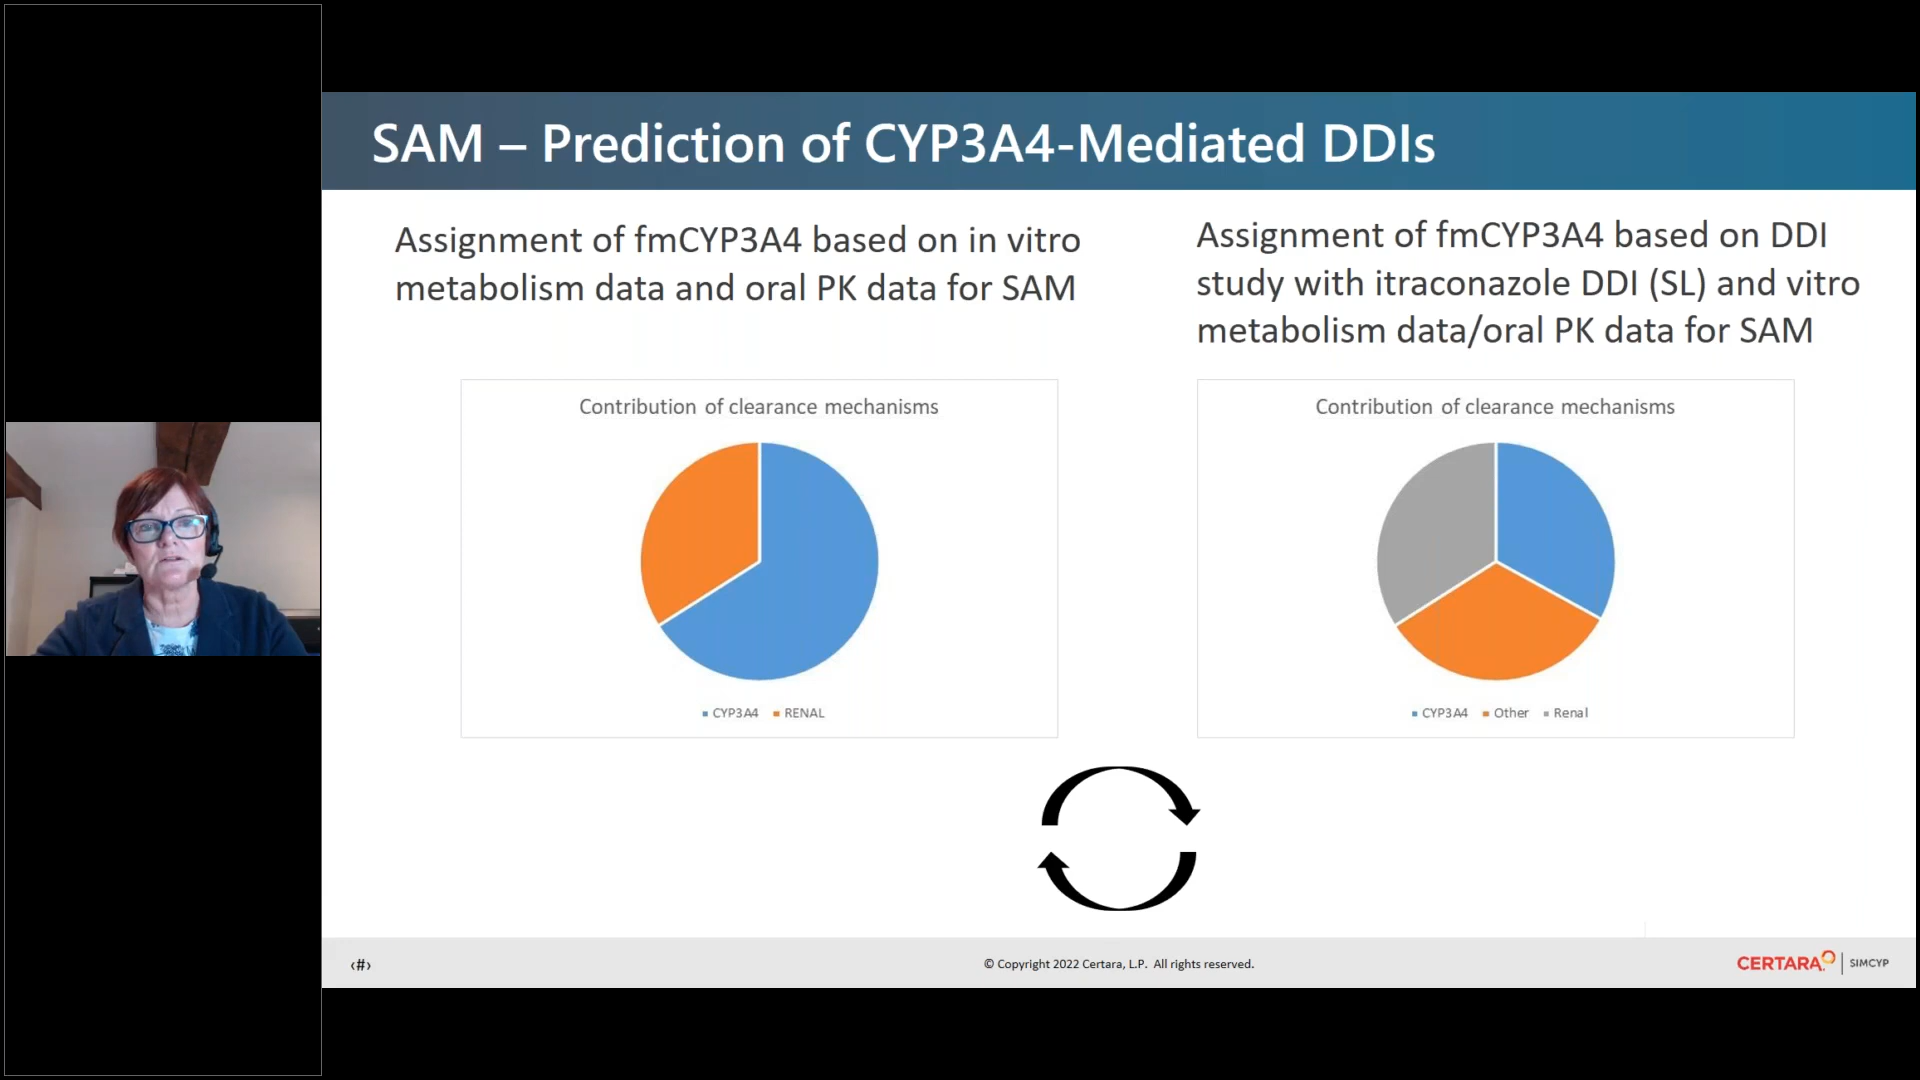 SAM – Prediction of CYP3A4-Mediated DDIs
Assignment of fmCYP3A4 based on in vitro
metabolism data and oral PK data for SAM
Assignment of fmCYP3A4 based on DDI
study with itraconazole DDI (SL) and vitro
metabolism data/oral PK data for SAM
Contribution of clearance mechanisms
CYP3A4 RENAL
Contribution of clearance mechanisms
CYP3A4 Other Renal
‹#›
© Copyright 2022 Certara, L.P. All rights reserved.
CERTARA | SIMCYP